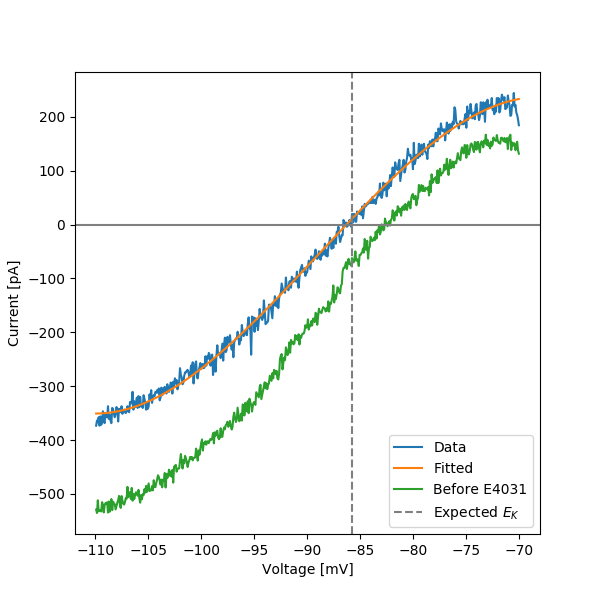 200
100
0
−100
−200
−300
−400
−500
Current [pA]
−110 −105 −100 −95 −90 −85 −80 −75 −70
Voltage [mV]
Data
Fitted
Before E4031
Expected E_K